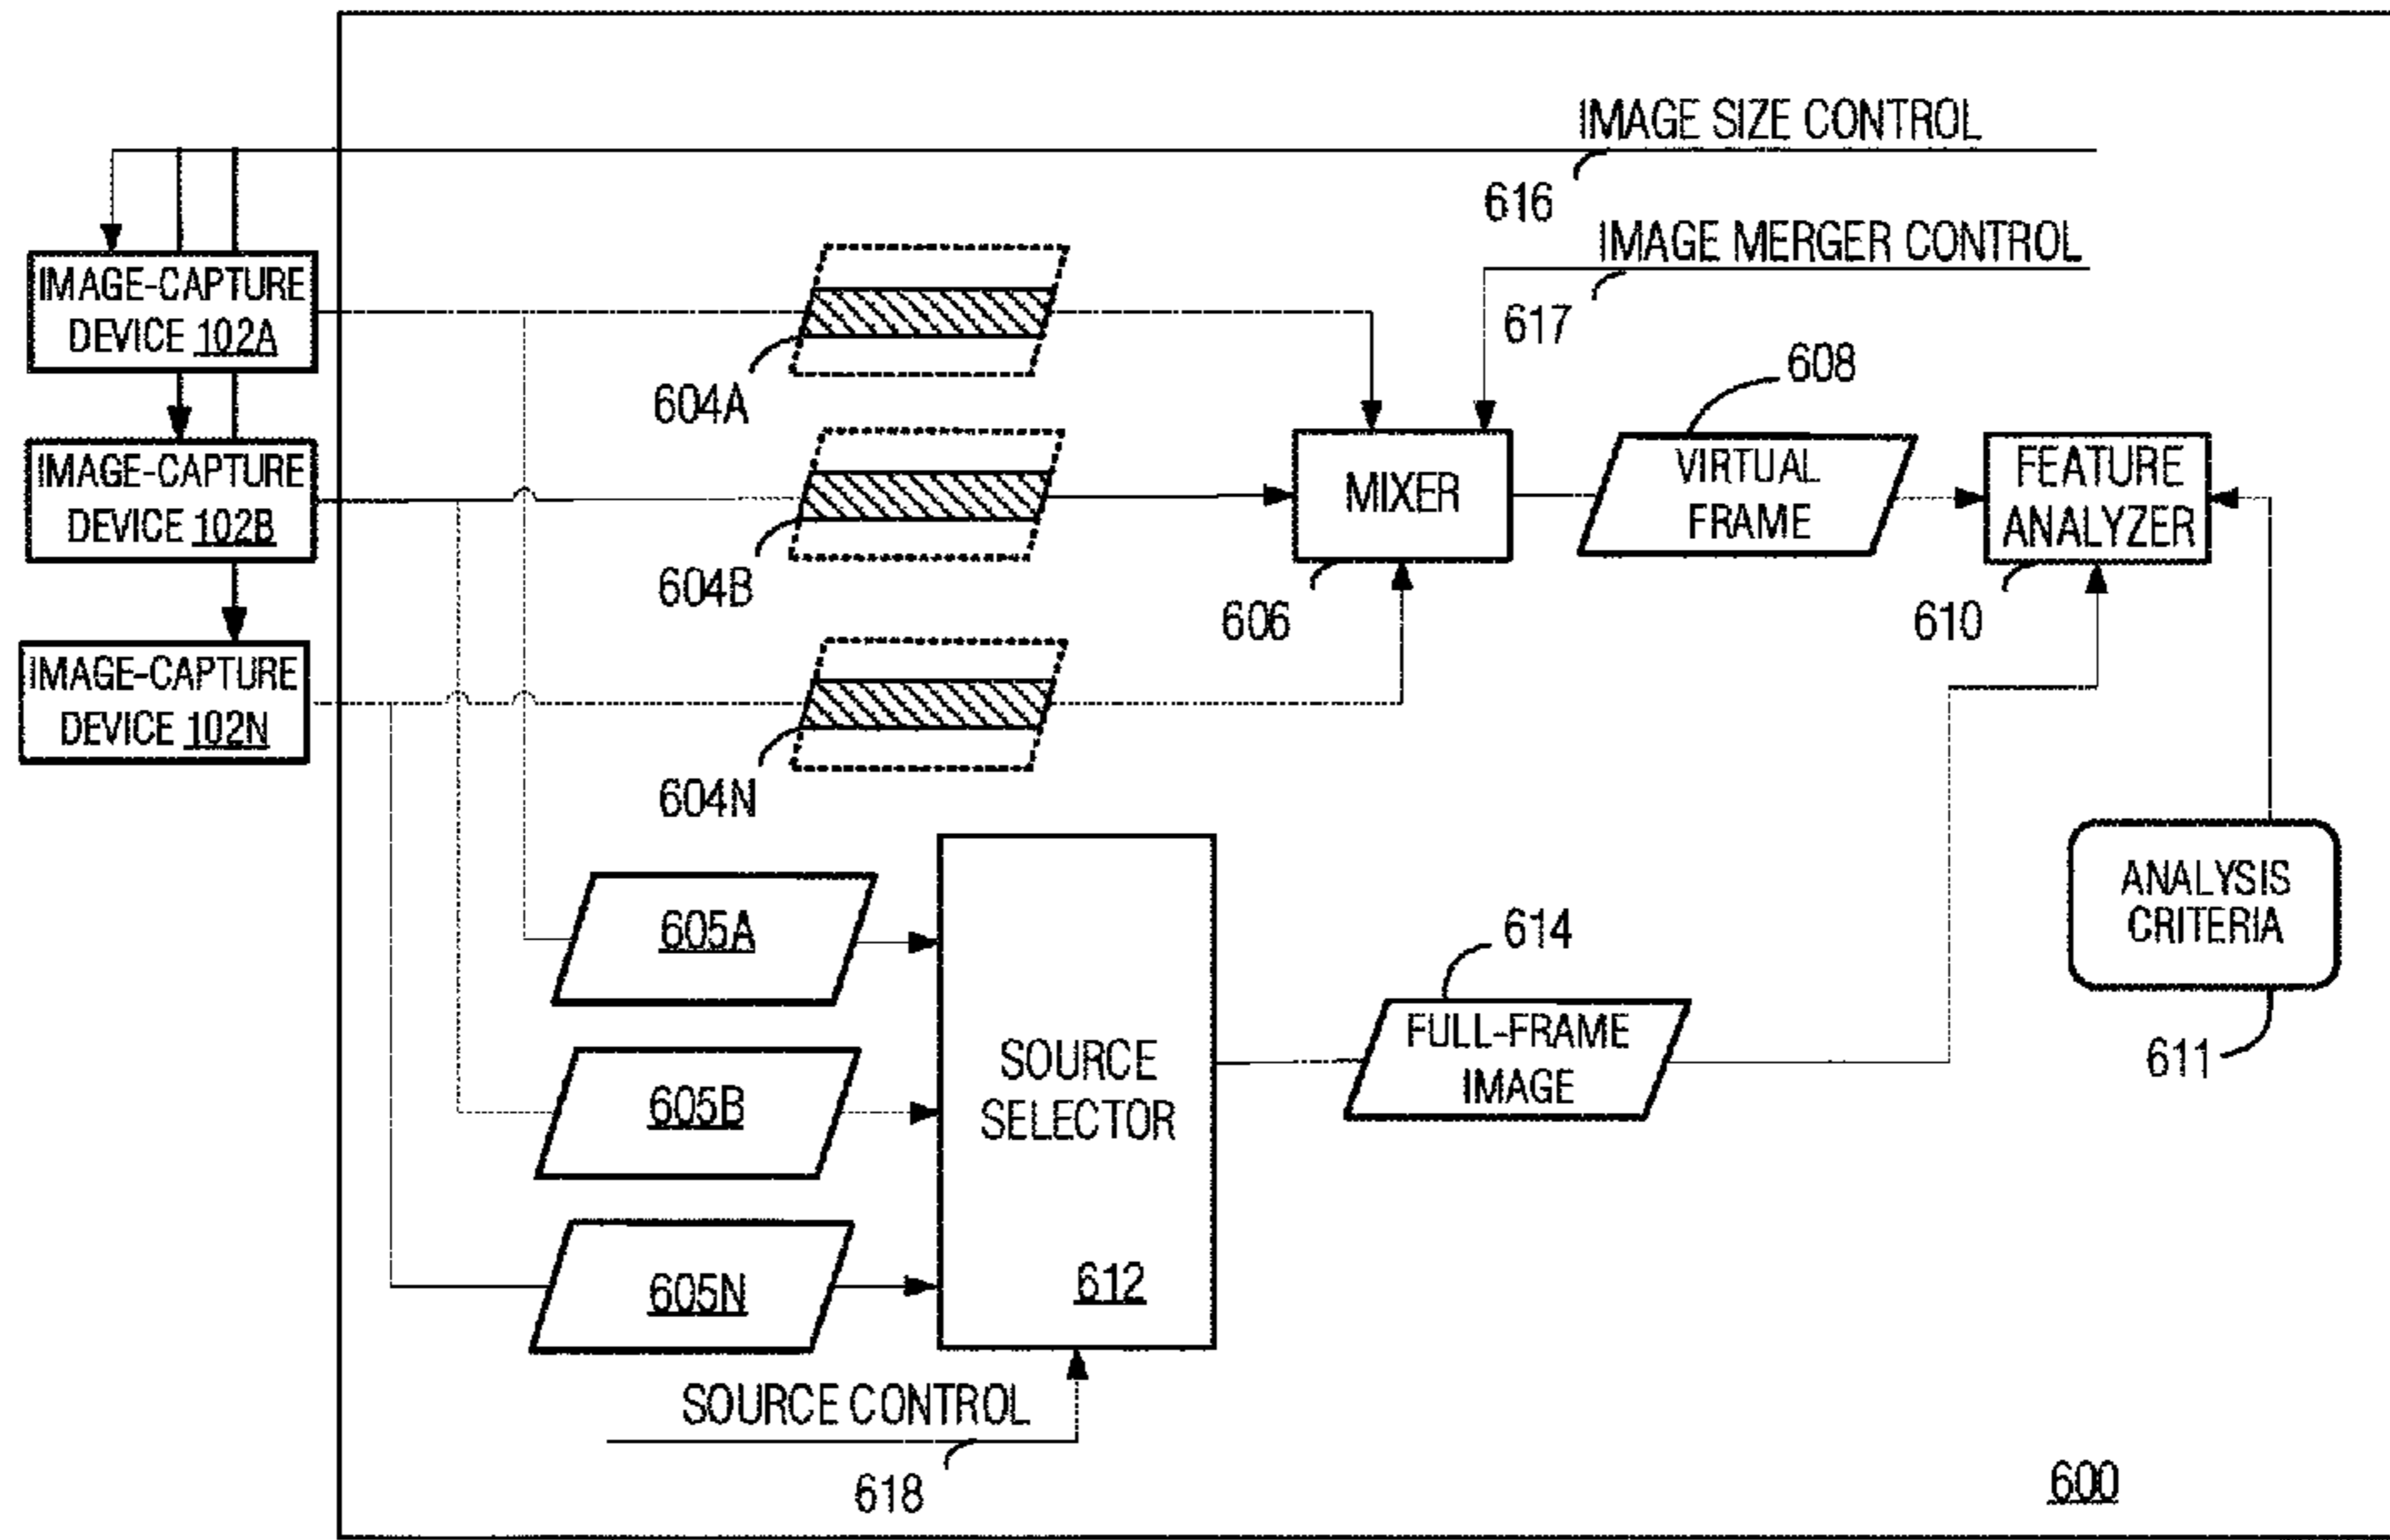 IMAGE SIZE CONTROL
616
IMAGE MERGER CONTROL
617
IMAGE-CAPTURE
DEVICE 102A
604A
608
IMAGE-CAPTURE
DEVICE 102B
604B
MIXER
606
VIRTUAL
FRAME
FEATURE
ANALYZER
610
IMAGE-CAPTURE
DEVICE 102N
604N
ANALYSIS
CRITERIA
611
605A
605B
605N
SOURCE
SELECTOR
612
614
FULL-FRAME
IMAGE
SOURCE CONTROL
618
600